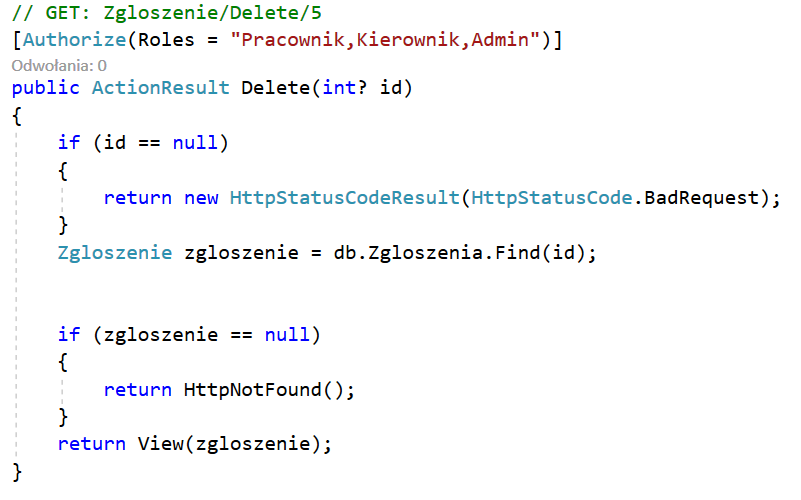 // GET: Zgloszenie/Delete/5
[Authorize(Roles = "Pracownik,Kierownik,Admin")]
Odwołania: 0
public ActionResult Delete(int? id)
{
    if (id == null)
    {
        return new HttpStatusCodeResult(HttpStatusCode.BadRequest);
    }
    Zgloszenie zgloszenie = db.Zgloszenia.Find(id);
    if (zgloszenie == null)
    {
        return HttpNotFound();
    }
    return View(zgloszenie);
}